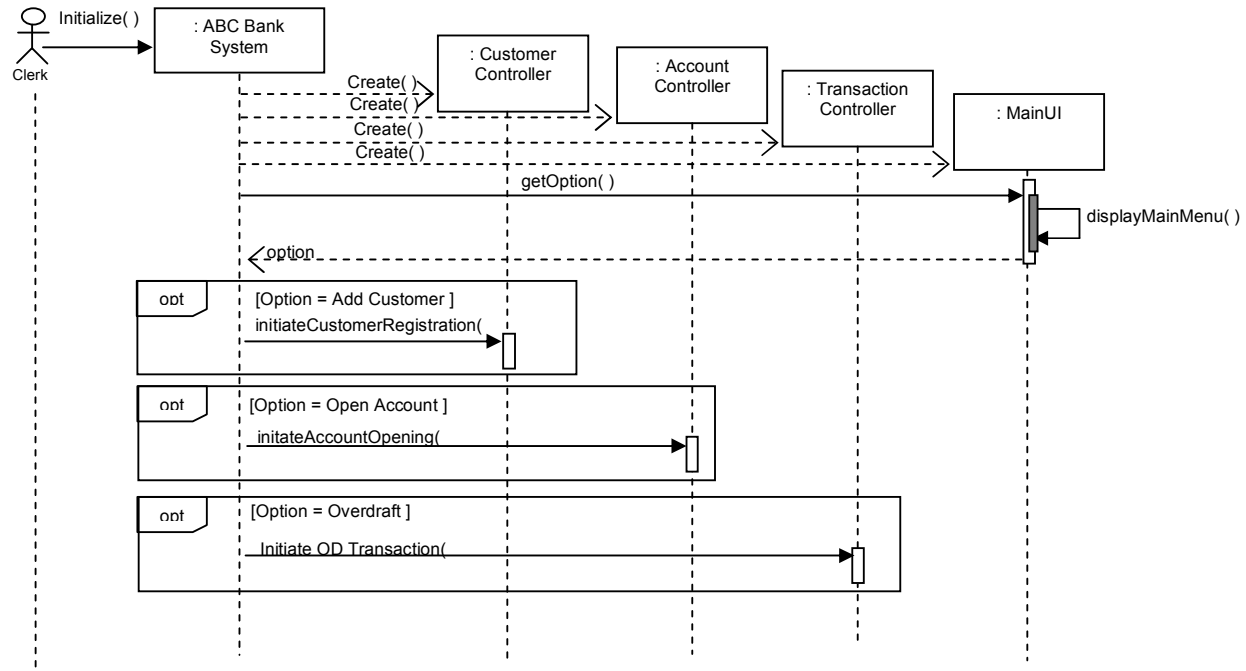 Initialize( )
Clerk
: ABC Bank
System
: Customer
Controller
: Account
Controller
: Transaction
Controller
: MainUI
Create( )
Create( )
Create( )
Create( )
getOption( )
displayMainMenu( )
option
opt
[Option = Add Customer ]
initiateCustomerRegistration(
opt
[Option = Open Account ]
initateAccountOpening(
opt
[Option = Overdraft ]
Initiate OD Transaction(